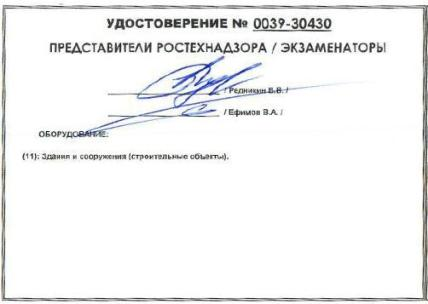 УДОСТОВЕРЕНИЕ № 0039-30430
ПРЕДСТАВИТЕЛИ РОСТЕХНАДЗОРА / ЭКЗАМЕНАТОРЫ
/ Редникин В.В. /
/ Ефимов В.А. /
ОБОРУДОВАНИЕ:
(11): Здания и сооружения (строительные объекты).